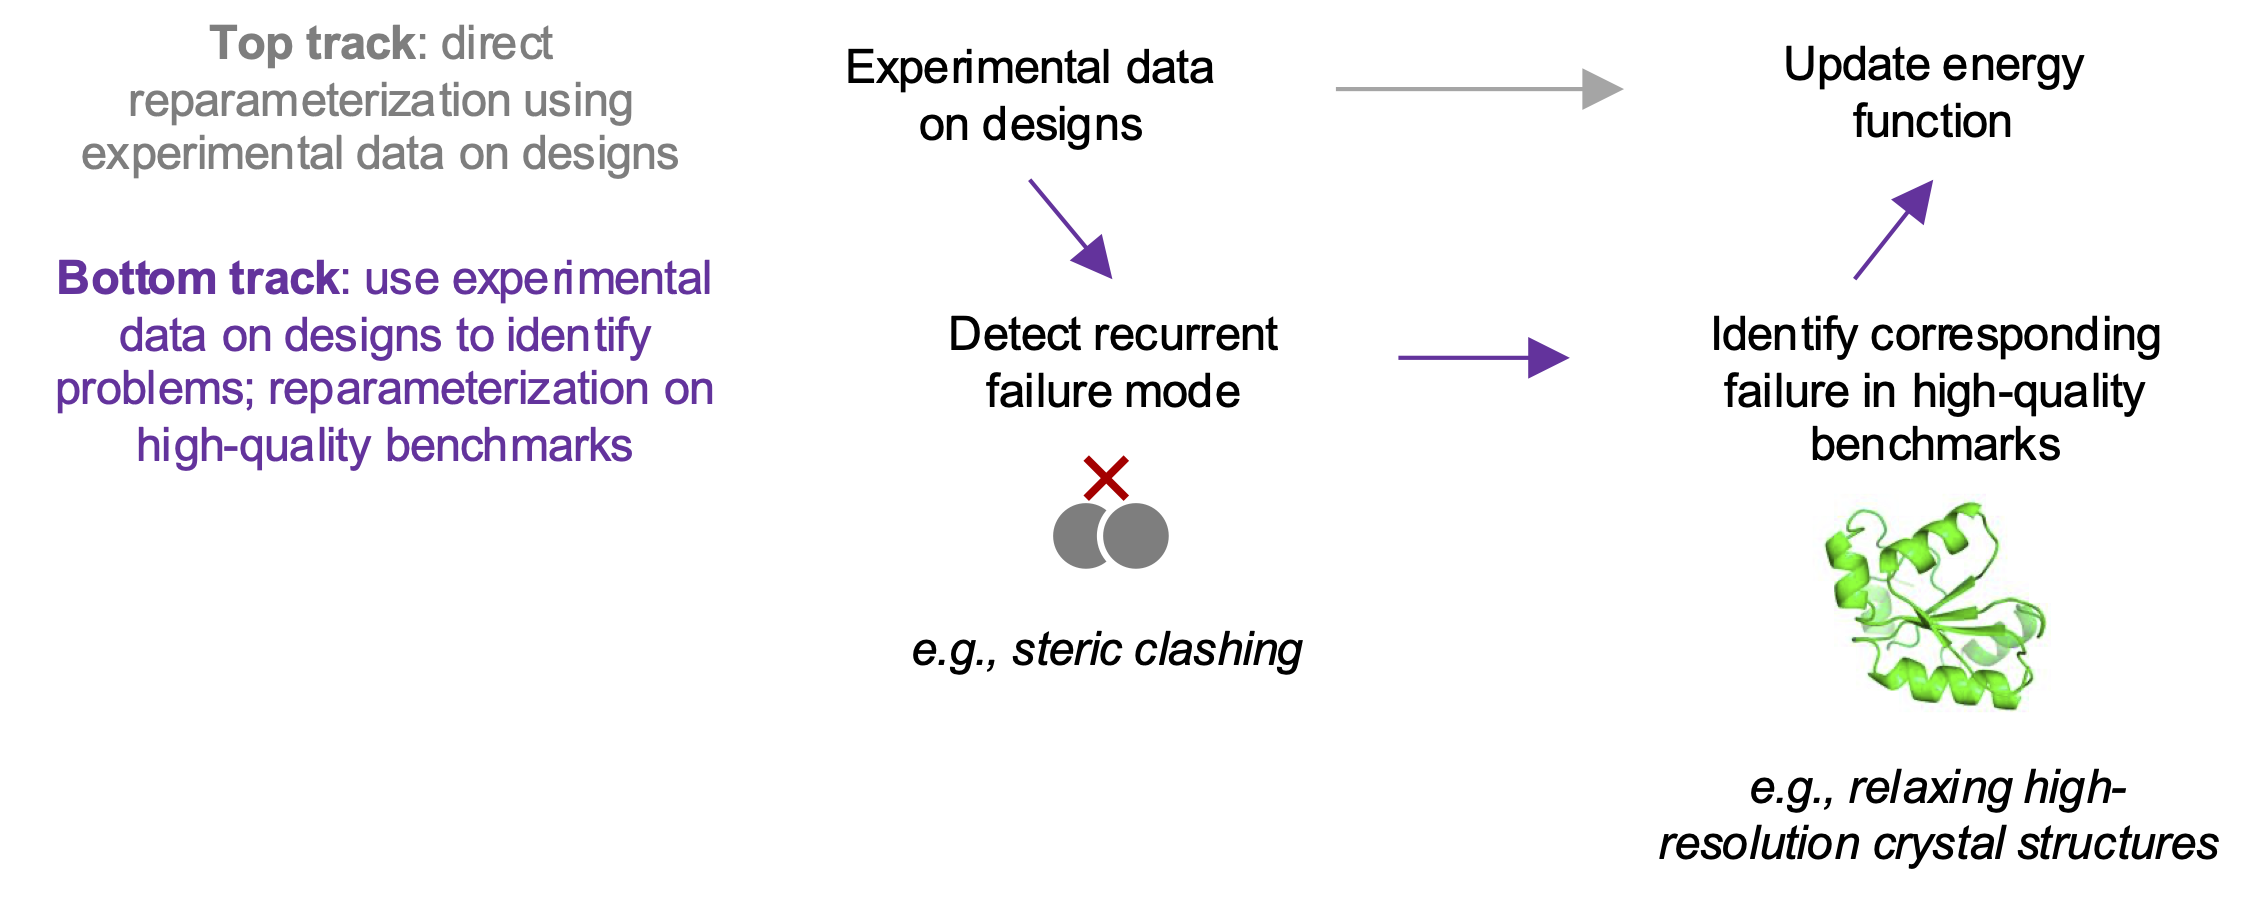 Top track: direct
reparameterization using
experimental data on designs
Bottom track: use experimental
data on designs to identify
problems; reparameterization on
high-quality benchmarks
Experimental data
on designs
Update energy
function
Detect recurrent
failure mode
e.g., steric clashing
Identify corresponding
failure in high-quality
benchmarks
e.g., relaxing high-
resolution crystal structures